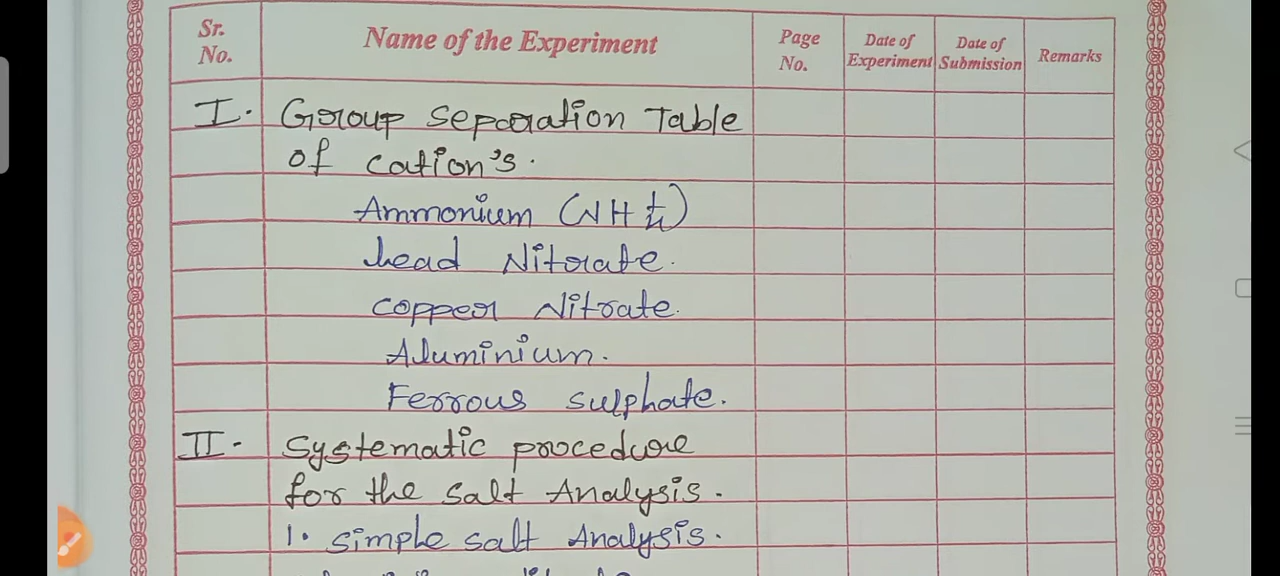 Sr. No. Name of the Experiment Page No. Date of Experiment Date of Submission Remarks
I. Group Separation Table
of cation's.
Ammonium (NH4+)
Lead Nitrate.
copper Nitrate.
Aluminium.
Ferrous sulphate.
II. Systematic procedure
for the salt Analysis.
1. simple salt Analysis.